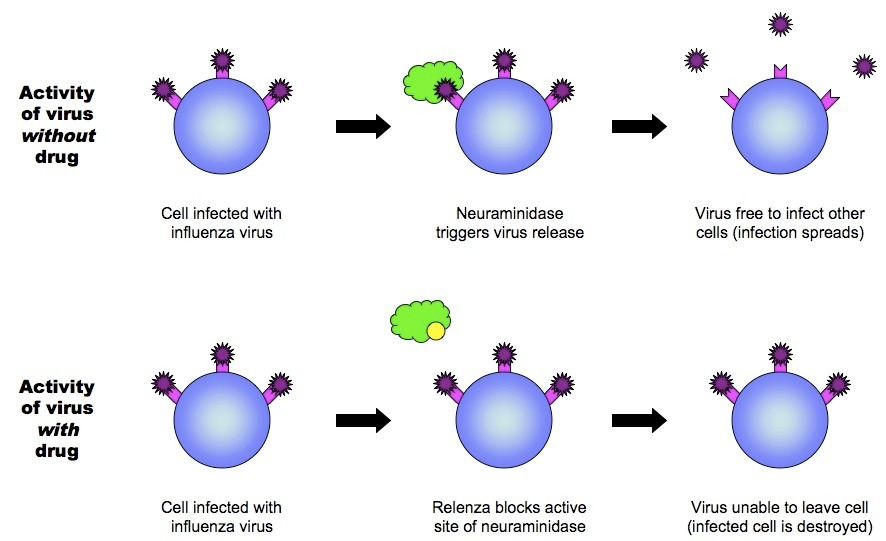 Activity
of virus
without
drug
Cell infected with
influenza virus
Neuraminidase
triggers virus release
Virus free to infect other
cells (infection spreads)
Activity
of virus
with
drug
Cell infected with
influenza virus
Relenza blocks active
site of neuraminidase
Virus unable to leave cell
(infected cell is destroyed)